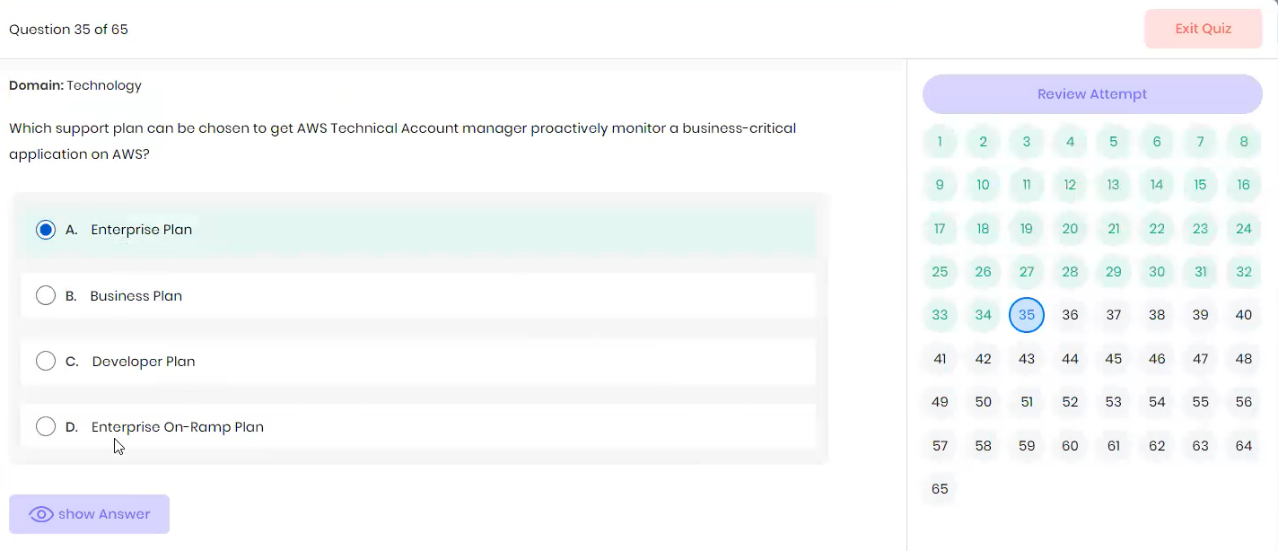 Question 35 of 65
Exit Quiz
Domain: Technology
Which support plan can be chosen to get AWS Technical Account manager proactively monitor a business-critical
application on AWS?
A. Enterprise Plan
B. Business Plan
C. Developer Plan
D. Enterprise On-Ramp Plan
show Answer
Review Attempt
1 2 3 4 5 6 7 8
9 10 11 12 13 14 15 16
17 18 19 20 21 22 23 24
25 26 27 28 29 30 31 32
33 34 35 36 37 38 39 40
41 42 43 44 45 46 47 48
49 50 51 52 53 54 55 56
57 58 59 60 61 62 63 64
65